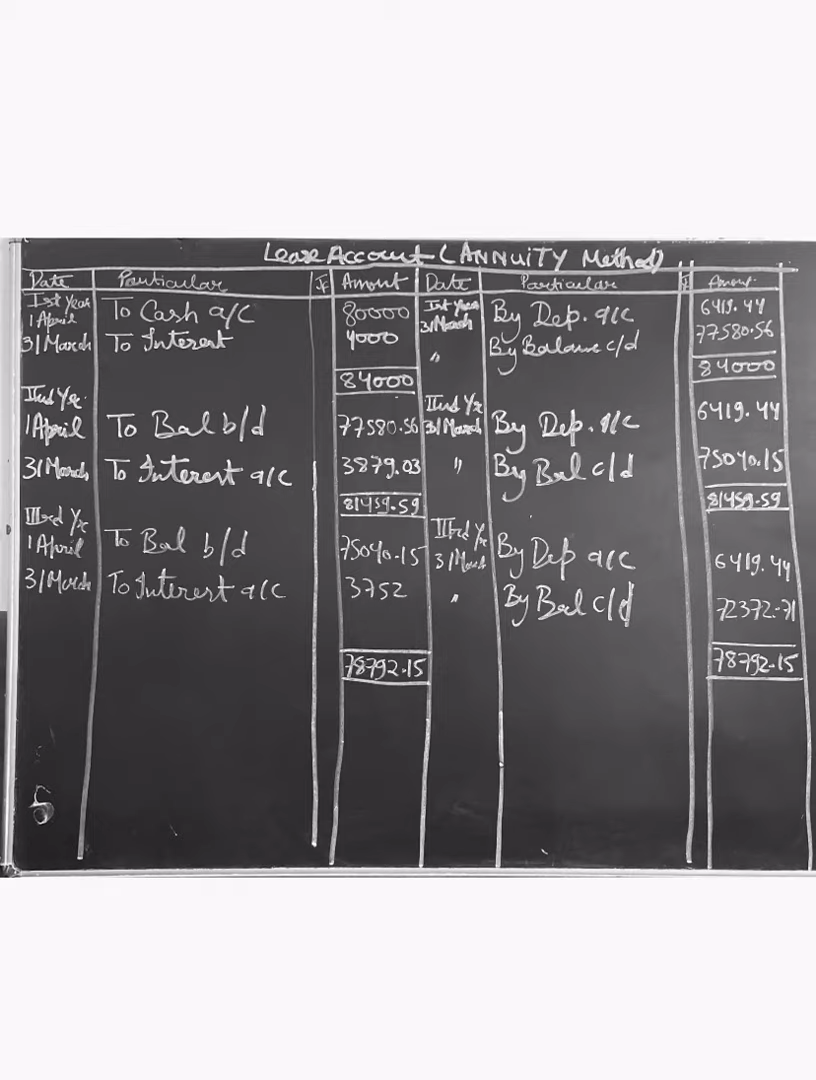 Lease Account (ANNUITY Method)
Date Particular JF Amount Date Particular JF Amount
Ist Year Ist Year
1 April To Cash a/c 80000 31 March By Dep. a/c 6419.44
31 March To Interest 4000 " By Balance c/d 77580.56
84000 84000
IInd Yr. IInd Yr
1 April To Bal b/d 77580.56 31 March By Dep. a/c 6419.44
31 March To Interest a/c 3879.03 " By Bal c/d 75040.15
81459.59 81459.59
IIIrd Yr IIIrd Yr
1 April To Bal b/d 75040.15 31 March By Dep a/c 6419.44
31 March To Interest a/c 3752 " By Bal c/d 72372.71
78792.15 78792.15